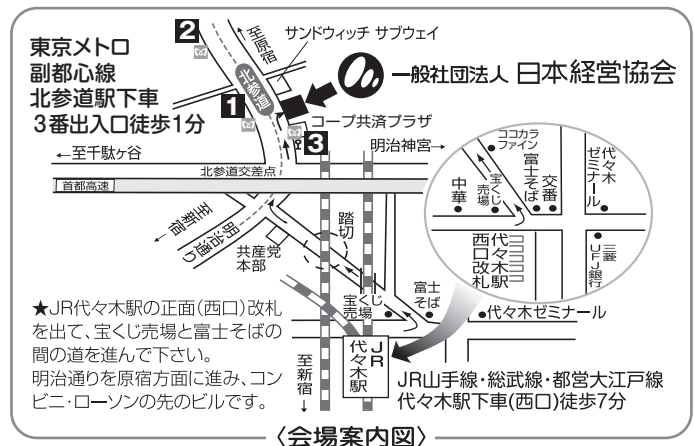 東京メトロ
副都心線
北参道駅下車
3番出入口徒歩1分
2
至原宿
サンドウィッチ サブウェイ
一般社団法人 日本経営協会
北参道
1
3
コープ共済プラザ
←至千駄ヶ谷
明治神宮→
北参道交差点
首都高速
至新宿
明治通り
共産党
本部
踏切
宝くじ
売場
富士
そば
代々木ゼミナール
ココカラ
ファイン
中華
宝くじ
売場
富士そば
交番
代々木
ゼミナール
代々木駅
西口改札
三菱
UFJ銀行
★JR代々木駅の正面(西口)改札
を出て、宝くじ売場と富士そばの
間の道を進んで下さい。
明治通りを原宿方面に進み、コン
ビニ・ローソンの先のビルです。
至新宿
↓
JR
代々木駅
JR山手線・総武線・都営大江戸線
代々木駅下車(西口)徒歩7分
〈会場案内図〉